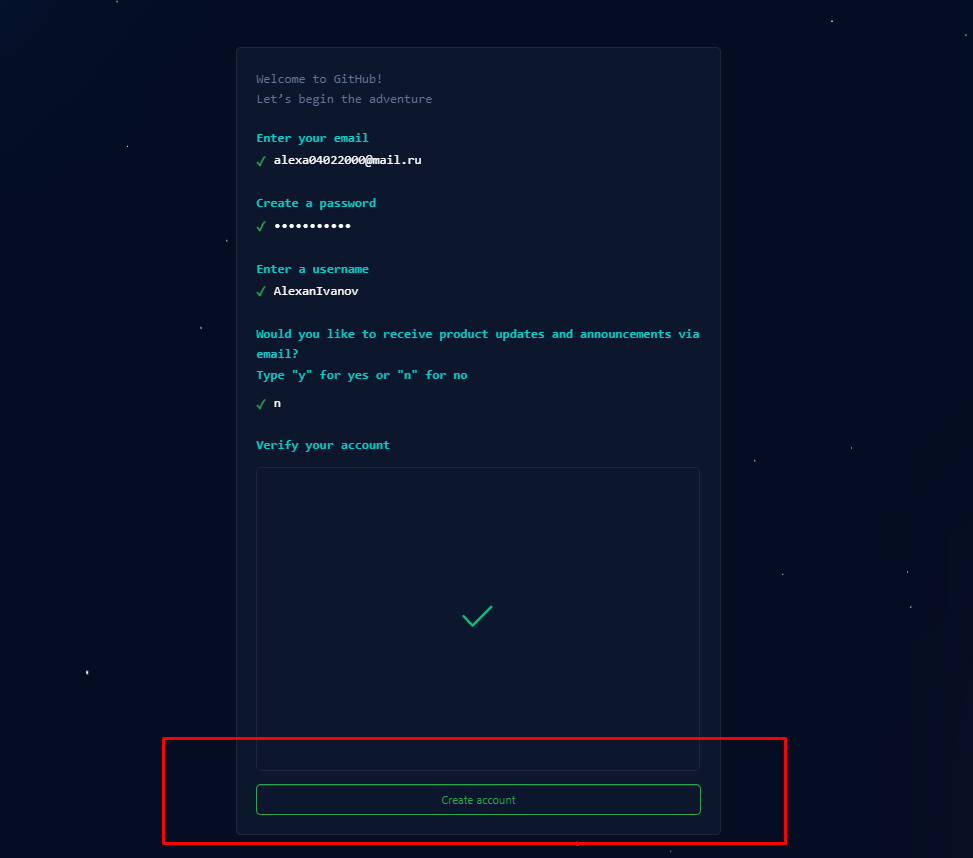 Welcome to GitHub!
Let’s begin the adventure
Enter your email
✓ alexa04022000@mail.ru
Create a password
✓ •••••••••••
Enter a username
✓ AlexanIvanov
Would you like to receive product updates and announcements via
email?
Type "y" for yes or "n" for no
✓ n
Verify your account
Create account